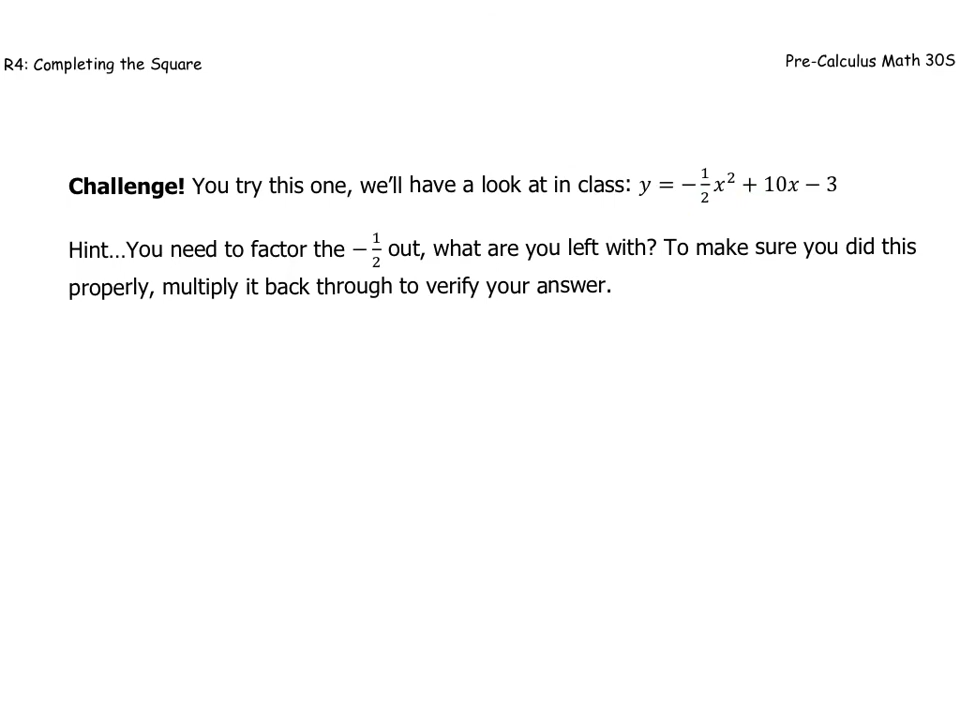 R4: Completing the Square
Pre-Calculus Math 30S
Challenge! You try this one, we’ll have a look at in class: y = −½x² + 10x − 3
Hint…You need to factor the −½ out, what are you left with? To make sure you did this
properly, multiply it back through to verify your answer.